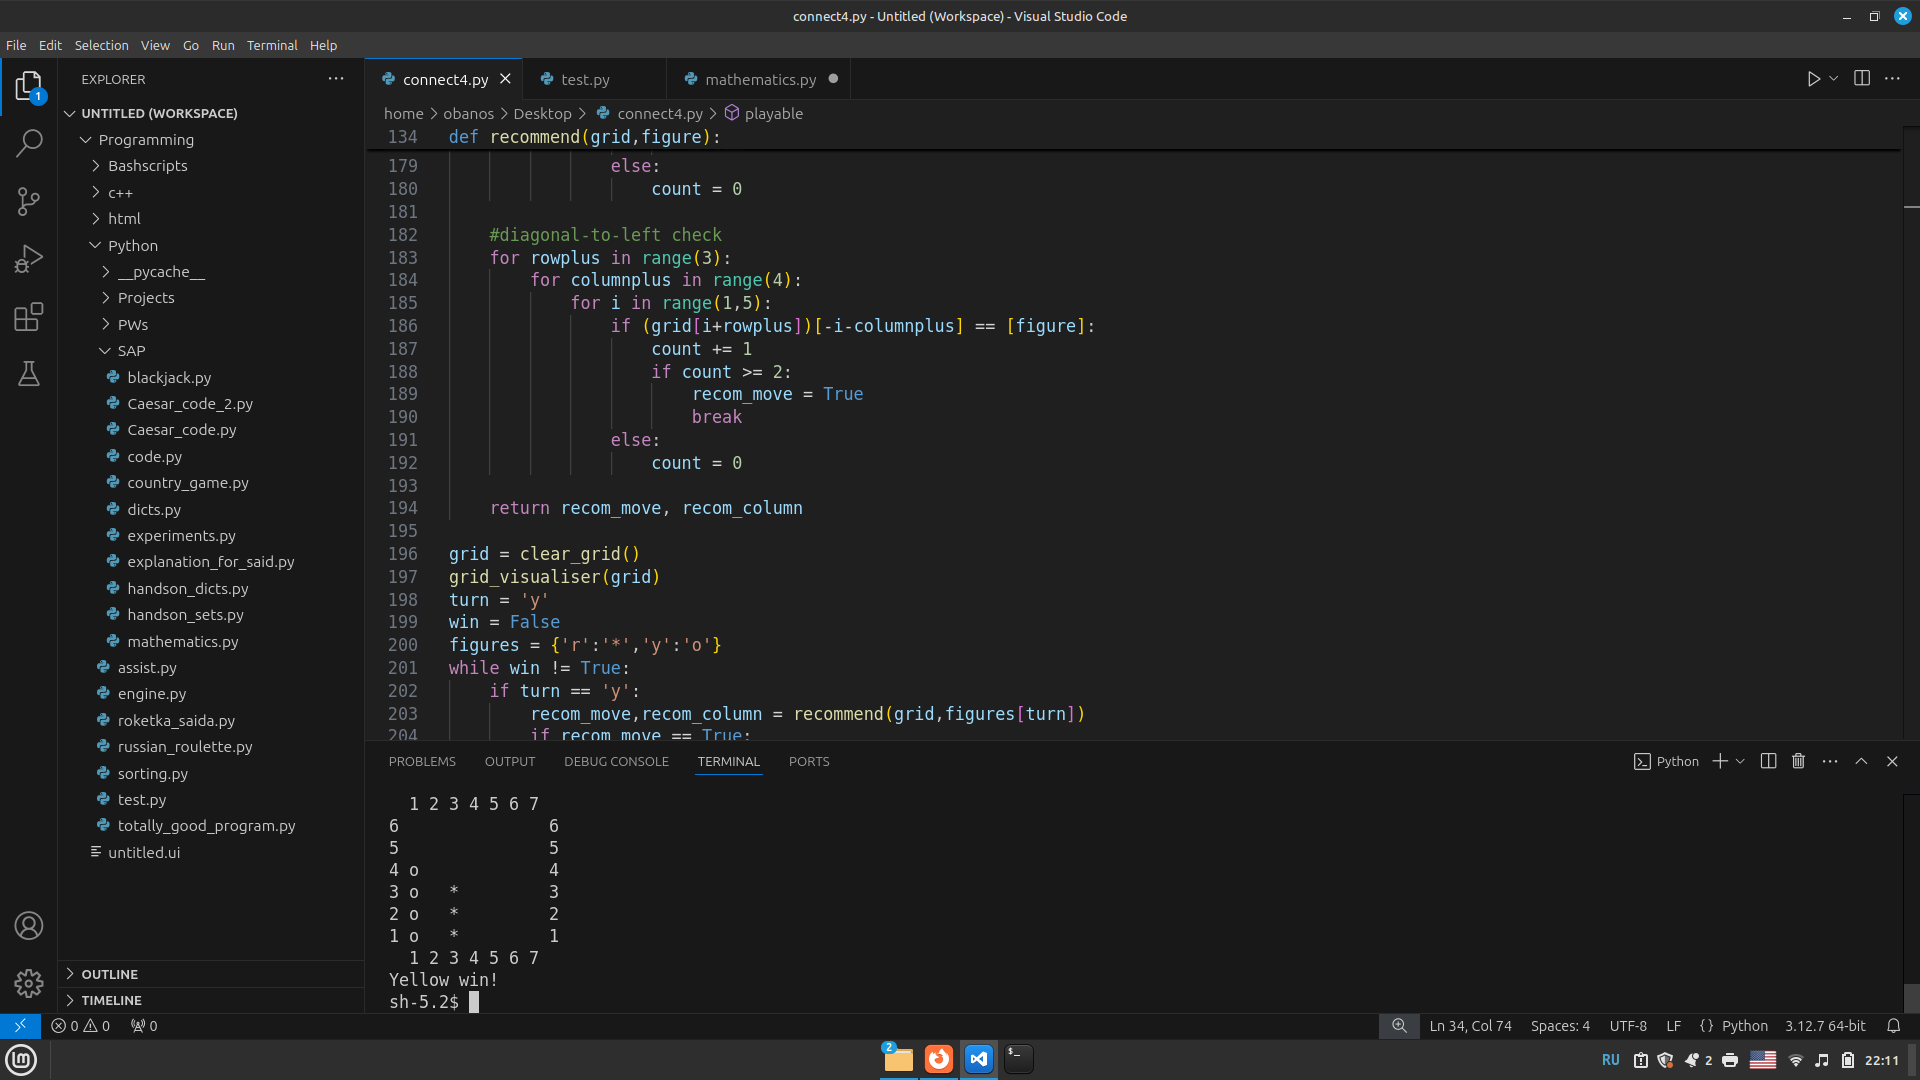 connect4.py - Untitled (Workspace) - Visual Studio Code
File Edit Selection View Go Run Terminal Help
EXPLORER
1
UNTITLED (WORKSPACE)
Programming
Bashscripts
c++
html
Python
__pycache__
Projects
PWs
SAP
blackjack.py
Caesar_code_2.py
Caesar_code.py
code.py
country_game.py
dicts.py
experiments.py
explanation_for_said.py
handson_dicts.py
handson_sets.py
mathematics.py
assist.py
engine.py
roketka_saida.py
russian_roulette.py
sorting.py
test.py
totally_good_program.py
untitled.ui
OUTLINE
TIMELINE
connect4.py test.py mathematics.py
home > obanos > Desktop > connect4.py > playable
134 def recommend(grid,figure):
179 else:
180 count = 0
181
182 #diagonal-to-left check
183 for rowplus in range(3):
184 for columnplus in range(4):
185 for i in range(1,5):
186 if (grid[i+rowplus])[-i-columnplus] == [figure]:
187 count += 1
188 if count >= 2:
189 recom_move = True
190 break
191 else:
192 count = 0
193
194 return recom_move, recom_column
195
196 grid = clear_grid()
197 grid_visualiser(grid)
198 turn = 'y'
199 win = False
200 figures = {'r':'*','y':'o'}
201 while win != True:
202 if turn == 'y':
203 recom_move,recom_column = recommend(grid,figures[turn])
204 if recom_move == True:
PROBLEMS OUTPUT DEBUG CONSOLE TERMINAL PORTS
Python
1 2 3 4 5 6 7
6 6
5 5
4 o 4
3 o * 3
2 o * 2
1 o * 1
1 2 3 4 5 6 7
Yellow win!
sh-5.2$
0 0 0 Ln 34, Col 74 Spaces: 4 UTF-8 LF {} Python 3.12.7 64-bit
2 $_ RU 2 22:11